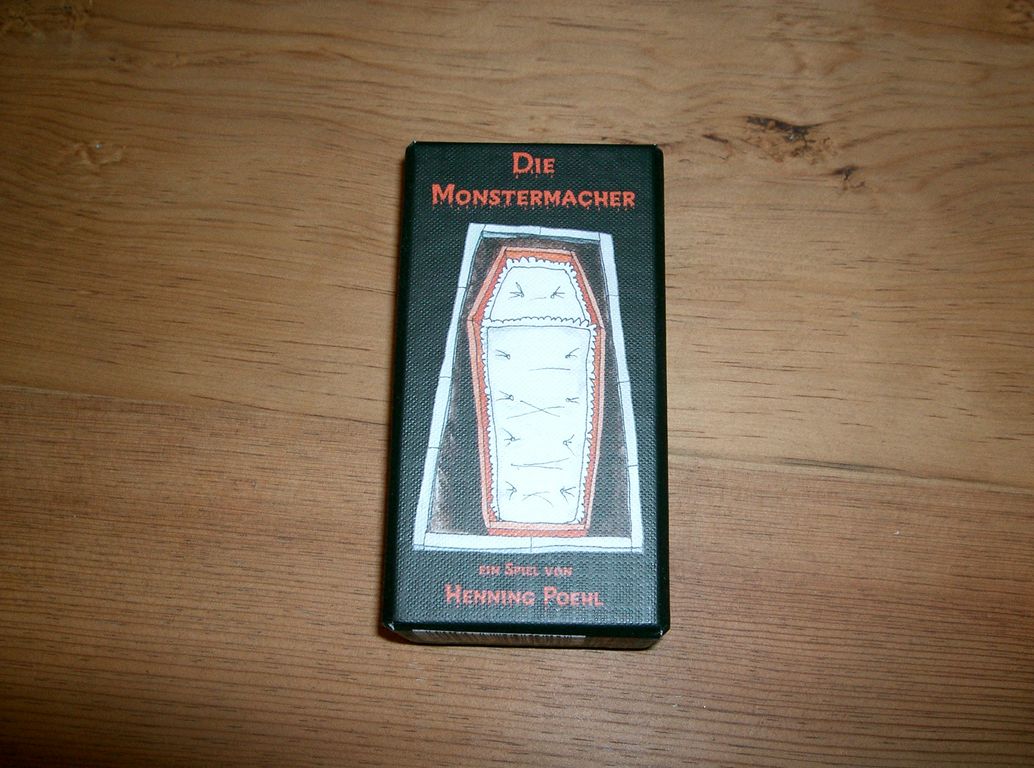 Die
Monstermacher
ein Spiel von
Henning Poehl